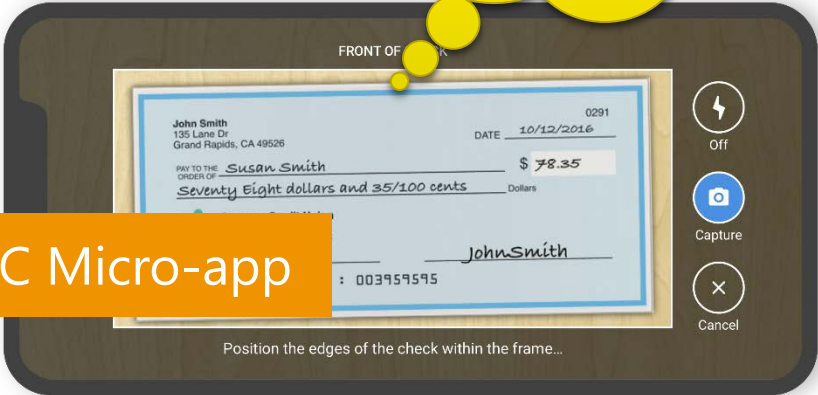 FRONT OF
John Smith
0291
135 Lane Dr
DATE 10/12/2016
Grand Rapids, CA 49526
Off
PAY TO THE ORDER OF Susan Smith $ 78.35
Seventy Eight dollars and 35/100 cents Dollars
Capture
C Micro-app
JohnSmith
: 003959595
Cancel
Position the edges of the check within the frame...